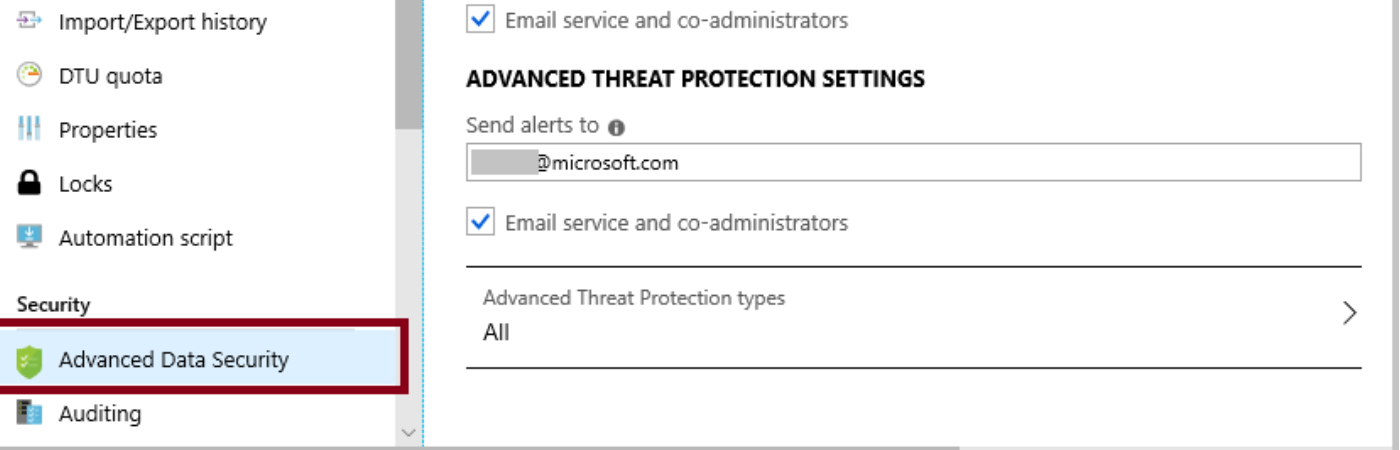 Import/Export history
DTU quota
Properties
Locks
Automation script
Security
Advanced Data Security
Auditing
Email service and co-administrators
ADVANCED THREAT PROTECTION SETTINGS
Send alerts to
@microsoft.com
Email service and co-administrators
Advanced Threat Protection types
All